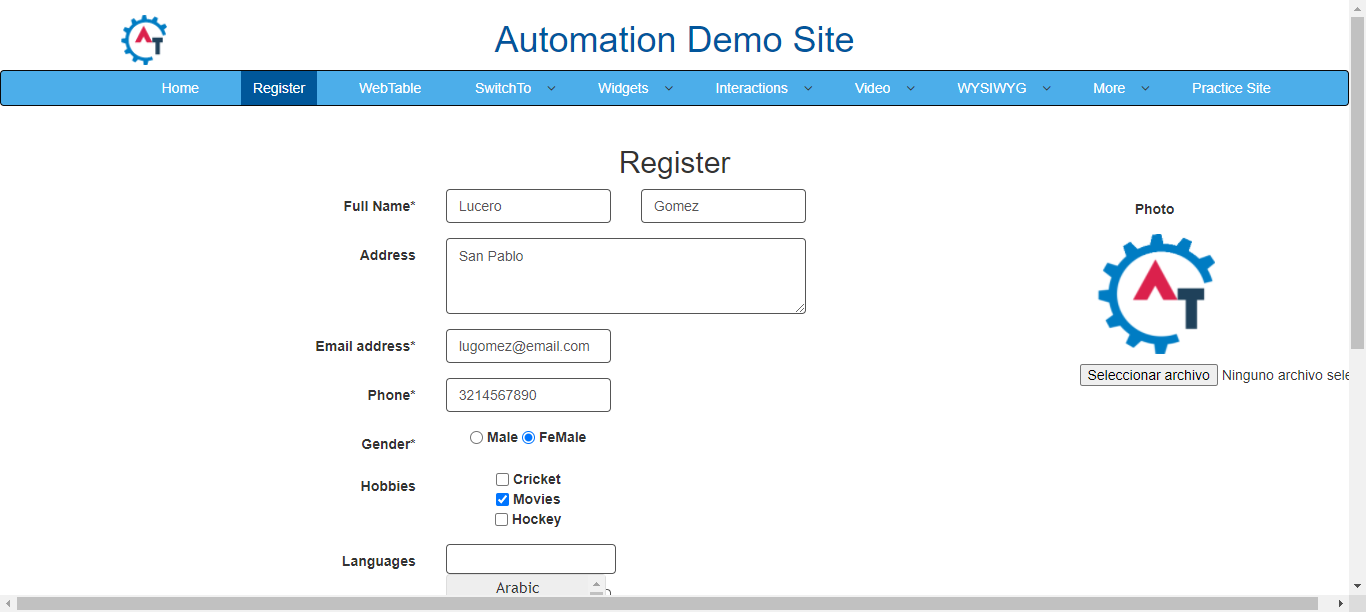 AT
Automation Demo Site
Home Register WebTable SwitchTo Widgets Interactions Video WYSIWYG More Practice Site
Register
Full Name* Lucero Gomez
Photo
Address San Pablo
AT
Email address* lugomez@email.com
Seleccionar archivo Ninguno archivo sele
Phone* 3214567890
Gender* Male FeMale
Hobbies Cricket
Movies
Hockey
Languages
Arabic